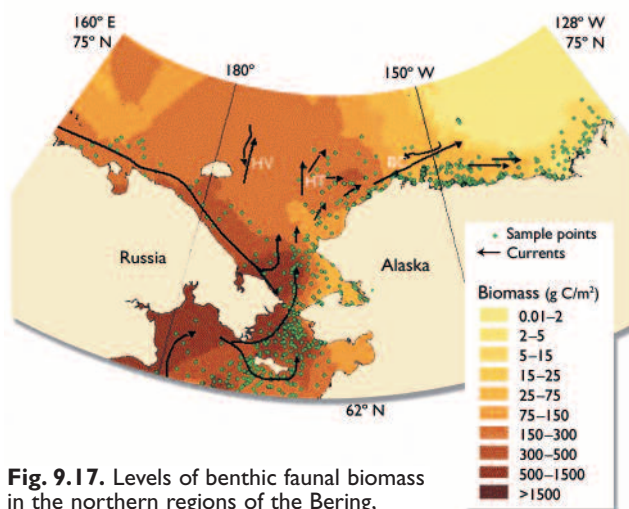 160° E
75° N
128° W
75° N
180°
150° W
HV
HT
BC
Russia
Alaska
62° N
Sample points
Currents
Biomass (g C/m²)
0.01–2
2–5
5–15
15–25
25–75
75–150
150–300
300–500
500–1500
>1500
Fig. 9.17. Levels of benthic faunal biomass
in the northern regions of the Bering,